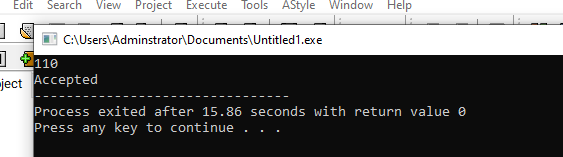 Edit Search View Project Execute Tools AStyle Window Help
C:\Users\Adminstrator\Documents\Untitled1.exe
110
Accepted
--------------------------------
Process exited after 15.86 seconds with return value 0
Press any key to continue . . .